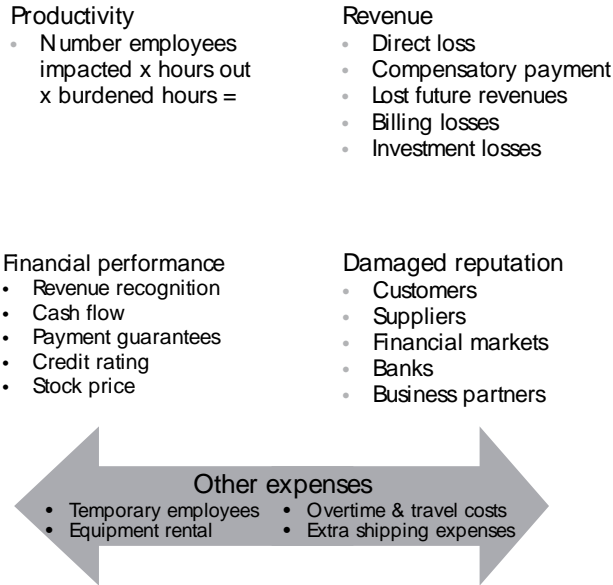 Productivity
• Number employees
impacted x hours out
x burdened hours =
Revenue
• Direct loss
• Compensatory payment
• Lost future revenues
• Billing losses
• Investment losses
Financial performance
• Revenue recognition
• Cash flow
• Payment guarantees
• Credit rating
• Stock price
Damaged reputation
• Customers
• Suppliers
• Financial markets
• Banks
• Business partners
Other expenses
• Temporary employees
• Equipment rental
• Overtime & travel costs
• Extra shipping expenses